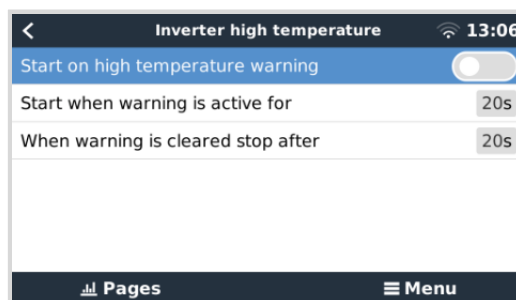 Inverter high temperature 13:06
Start on high temperature warning
Start when warning is active for 20s
When warning is cleared stop after 20s
Pages Menu